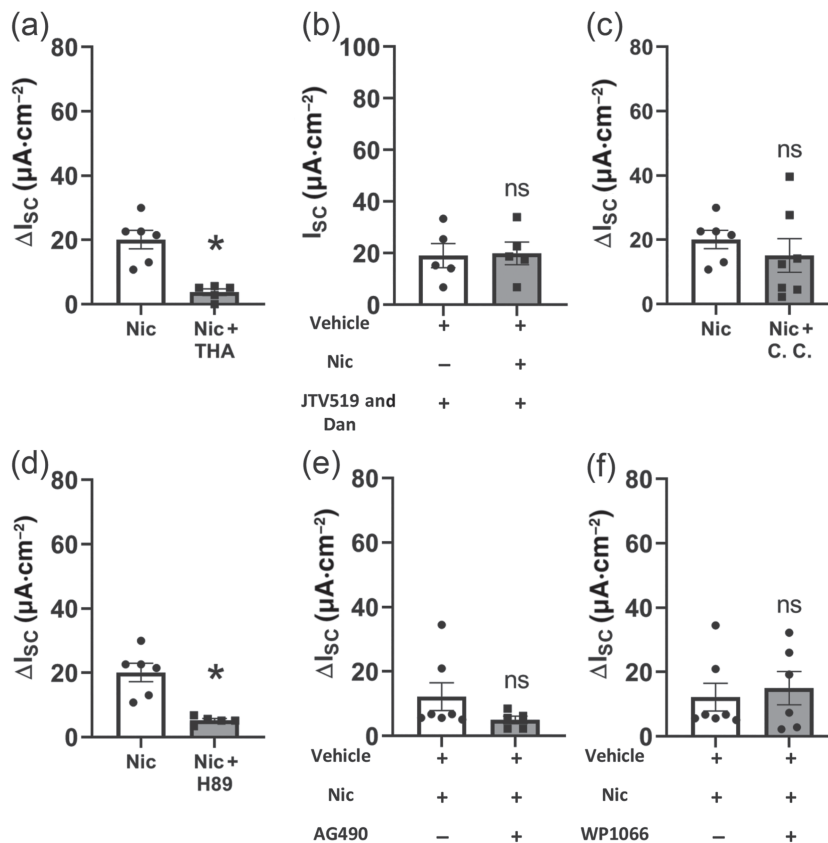 (a)
ΔISC (µA·cm−2)
80
60
40
20
0
*
Nic
Nic +
THA
(b)
ISC (µA·cm−2)
100
80
60
40
20
0
ns
Vehicle + +
Nic − +
JTV519 and + +
Dan
(c)
ΔISC (µA·cm−2)
80
60
40
20
0
ns
Nic
Nic +
C. C.
(d)
ΔISC (µA·cm−2)
80
60
40
20
0
*
Nic
Nic +
H89
(e)
ΔISC (µA·cm−2)
80
60
40
20
0
ns
Vehicle + +
Nic + +
AG490 − +
(f)
ΔISC (µA·cm−2)
80
60
40
20
0
ns
Vehicle + +
Nic + +
WP1066 − +